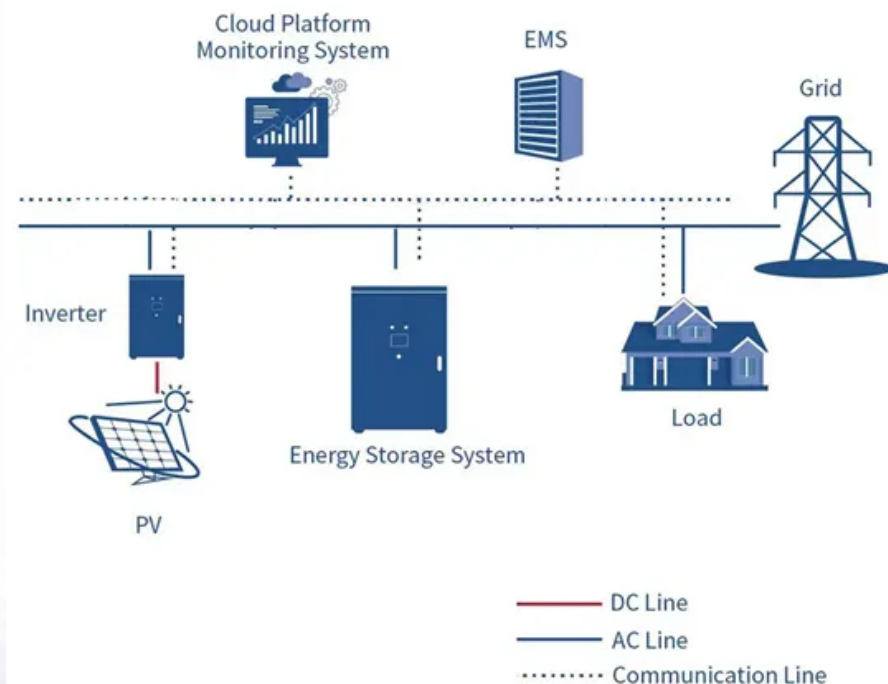 Cloud Platform
Monitoring System
EMS
Grid
Inverter
Load
Energy Storage System
PV
DC Line
AC Line
Communication Line